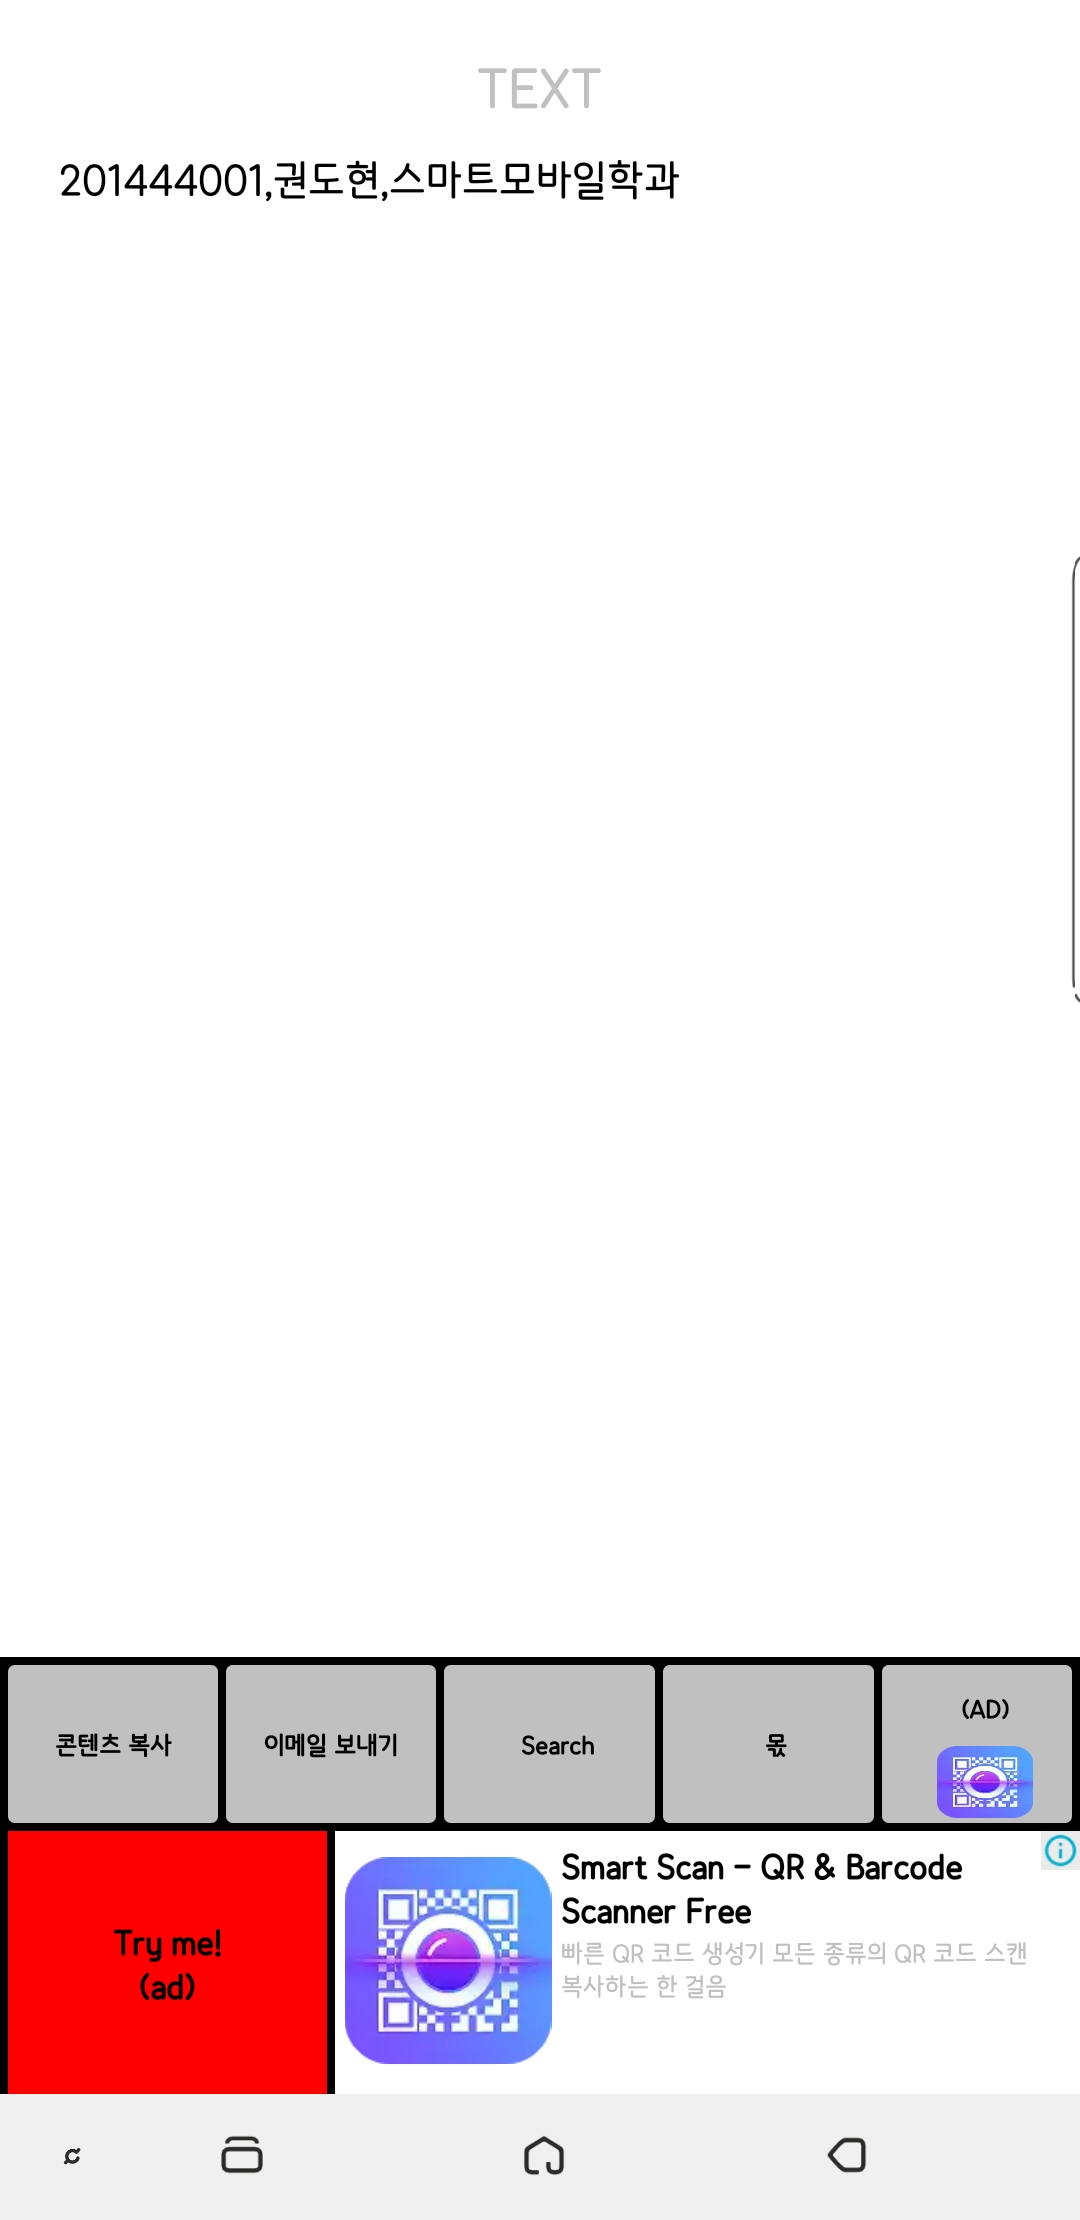 TEXT
201444001,권도현,스마트모바일학과
콘텐츠 복사
이메일 보내기
Search
몫
(AD)
Try me!
(ad)
Smart Scan - QR & Barcode
Scanner Free
빠른 QR 코드 생성기 모든 종류의 QR 코드 스캔
복사하는 한 걸음